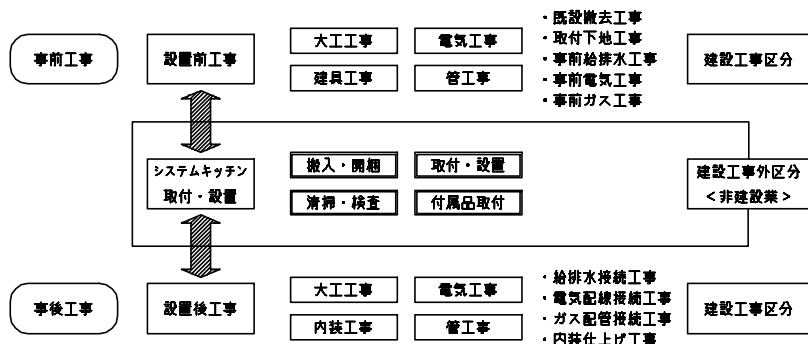 事前工事
設置前工事
大工工事
電気工事
建具工事
管工事
・既設撤去工事
・取付下地工事
・事前給排水工事
・事前電気工事
・事前ガス工事
建設工事区分
システムキッチン
取付・設置
搬入・開梱
取付・設置
清掃・検査
付属品取付
建設工事外区分
<非建設業>
事後工事
設置後工事
大工工事
電気工事
内装工事
管工事
・給排水接続工事
・電気配線接続工事
・ガス配管接続工事
・内装仕上げ工事
建設工事区分